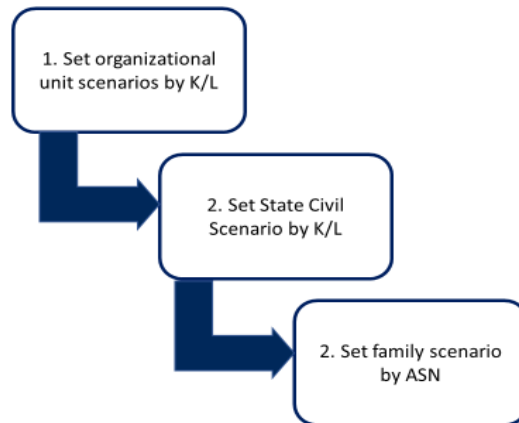 1. Set organizational
unit scenarios by K/L
2. Set State Civil
Scenario by K/L
2. Set family scenario
by ASN